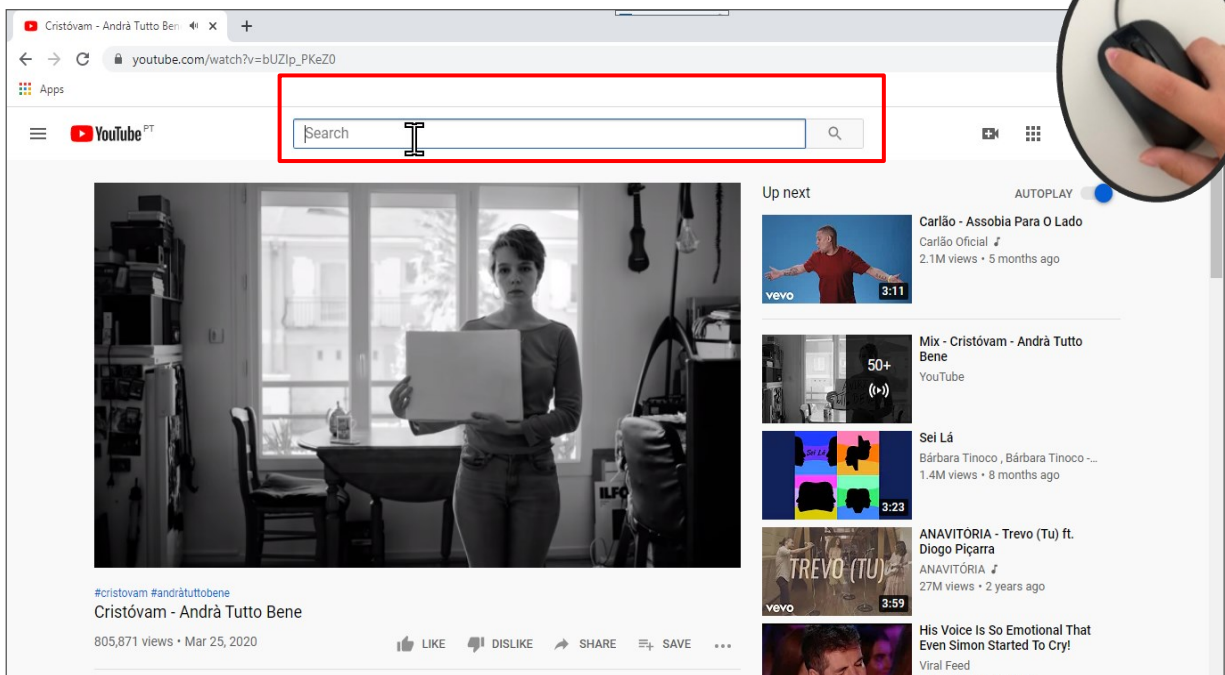 Cristóvam - Andrà Tutto Ben
youtube.com/watch?v=bUZIp_PKeZ0
Apps
YouTube PT
Search
Up next
AUTOPLAY
Carlão - Assobia Para O Lado
Carlão Oficial
2.1M views • 5 months ago
vevo
3:11
Mix - Cristóvam - Andrà Tutto
Bene
YouTube
50+
Sei Lá
Bárbara Tinoco , Bárbara Tinoco -...
1.4M views • 8 months ago
Sei Lá
3:23
ANAVITÓRIA - Trevo (Tu) ft.
Diogo Piçarra
ANAVITÓRIA
27M views • 2 years ago
TREVO (TU)
vevo
3:59
His Voice Is So Emotional That
Even Simon Started To Cry!
Viral Feed
ILFO
#cristovam #andràtuttobene
Cristóvam - Andrà Tutto Bene
805,871 views • Mar 25, 2020
LIKE
DISLIKE
SHARE
SAVE